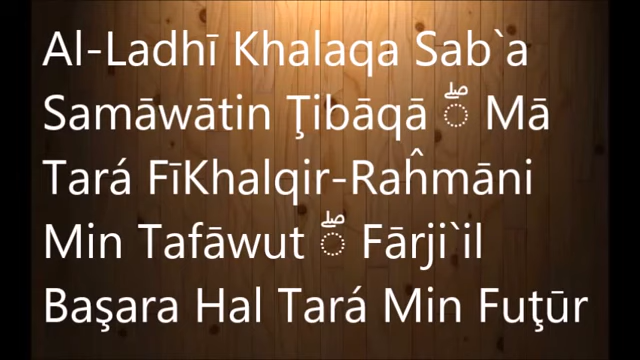 Al-Ladhī Khalaqa Sab`a
Samāwātin Ţibāqā ۖ Mā
Tará FīKhalqir-Raĥmāni
Min Tafāwut ۖ Fārji`il
Başara Hal Tará Min Fuţūr